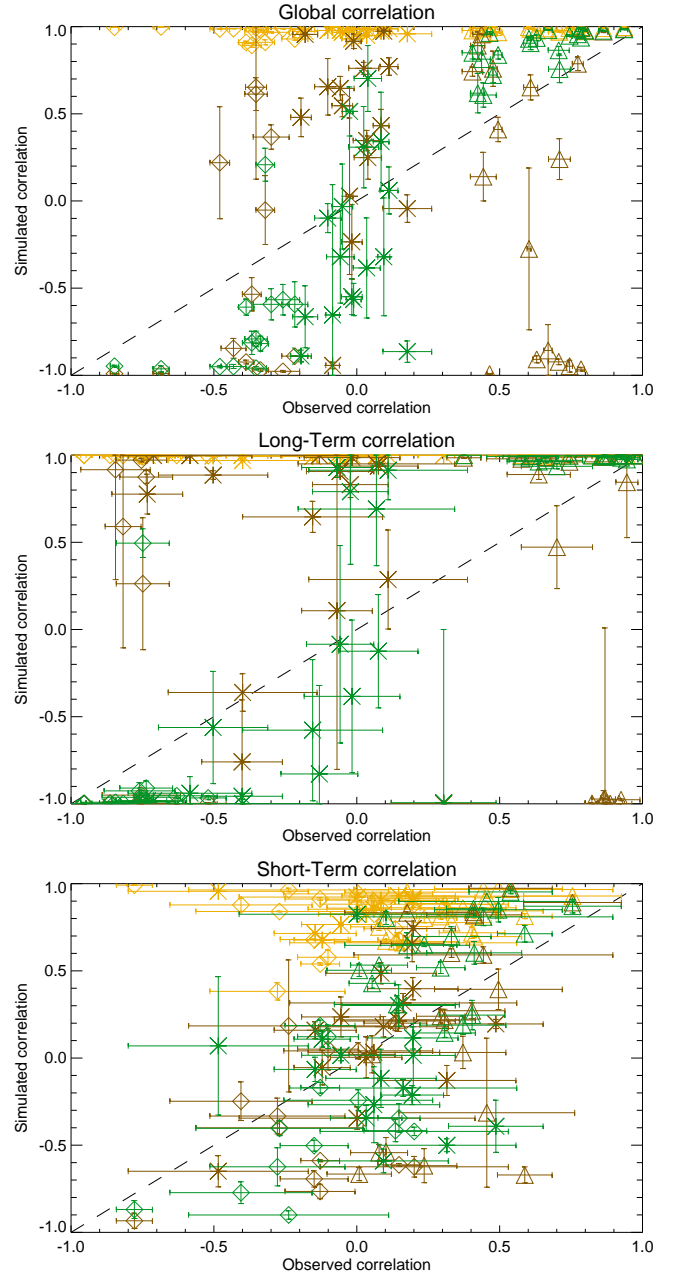 Global correlation
1.0
0.5
0.0
-0.5
-1.0
Simulated correlation
-1.0 -0.5 0.0 0.5 1.0
Observed correlation
Long-Term correlation
1.0
0.5
0.0
-0.5
-1.0
Simulated correlation
-1.0 -0.5 0.0 0.5 1.0
Observed correlation
Short-Term correlation
1.0
0.5
0.0
-0.5
-1.0
Simulated correlation
-1.0 -0.5 0.0 0.5 1.0
Observed correlation